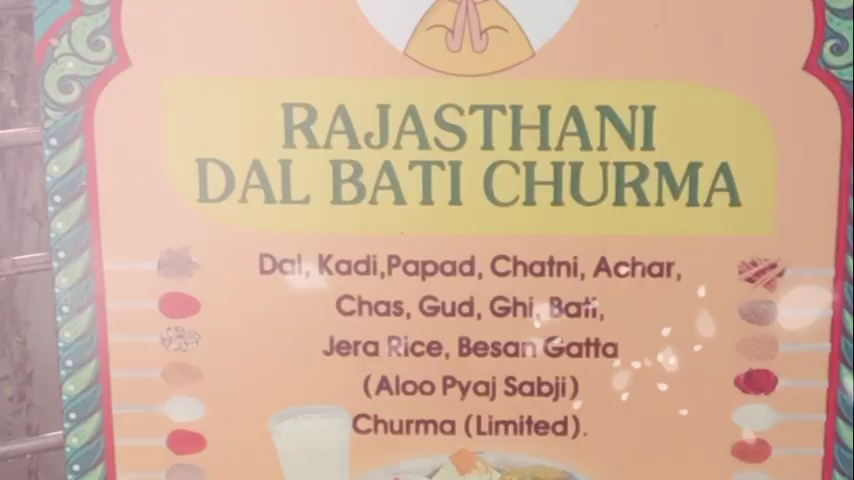 RAJASTHANI
DAL BATI CHURMA
Dal, Kadi,Papad, Chatni, Achar,
Chas, Gud, Ghi, Bati,
Jera Rice, Besan Gatta
(Aloo Pyaj Sabji)
Churma (Limited).